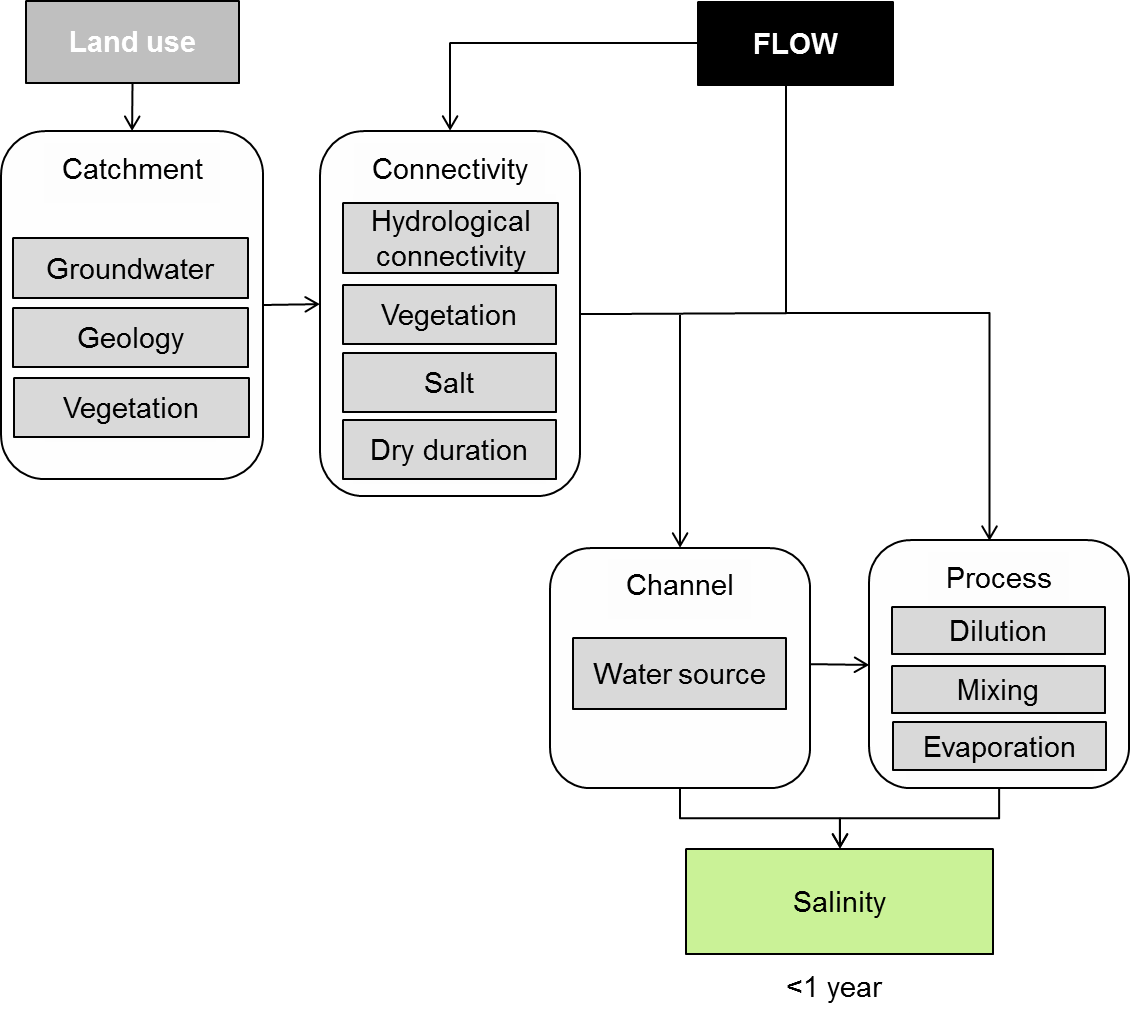 Land use
FLOW
Catchment
Groundwater
Geology
Vegetation
Connectivity
Hydrological
connectivity
Vegetation
Salt
Dry duration
Channel
Water source
Process
Dilution
Mixing
Evaporation
Salinity
<1 year